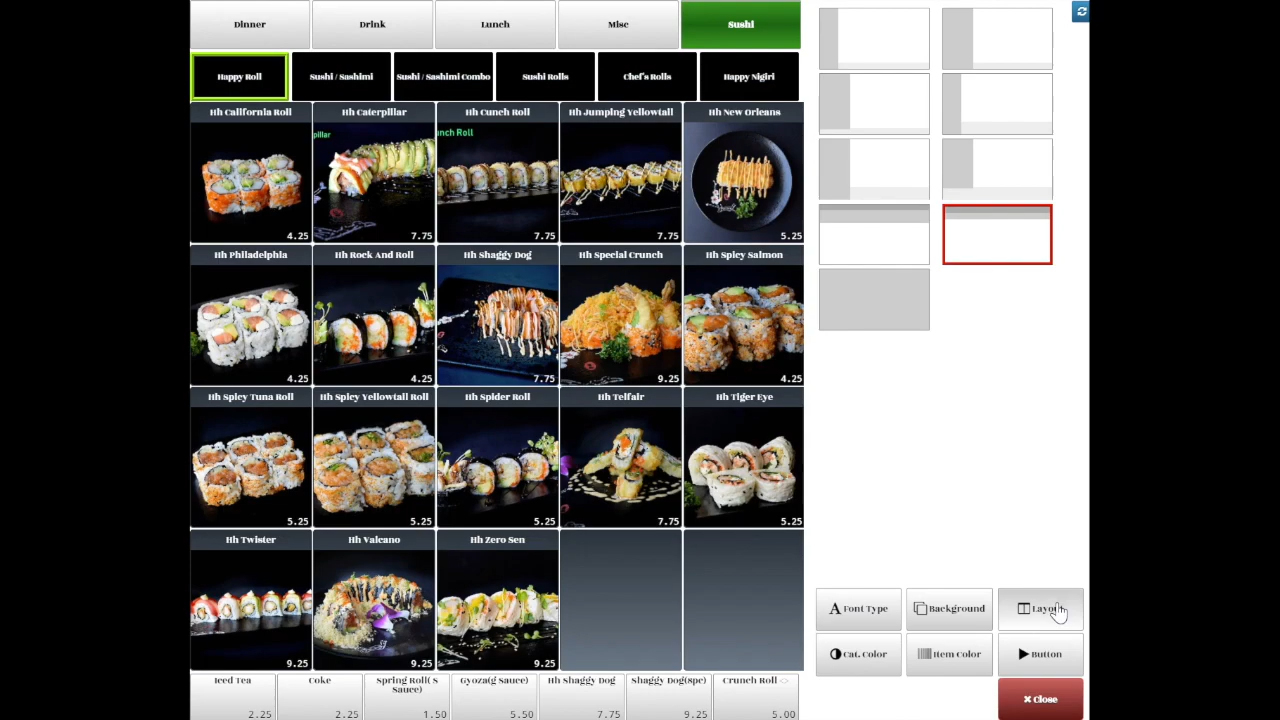 Dinner
Drink
Lunch
Misc
Sushi
Happy Roll
Sushi / Sashimi
Sushi / Sashimi Combo
Sushi Rolls
Chef's Rolls
Happy Nigiri
Hh California Roll
Hh Caterpillar
Hh Cunch Roll
Hh Jumping Yellowtail
Hh New Orleans
pillar
unch Roll
4.25
7.75
7.75
7.75
5.25
Hh Philadelphia
Hh Rock And Roll
Hh Shaggy Dog
Hh Special Crunch
Hh Spicy Salmon
4.25
4.25
7.75
9.25
4.25
Hh Spicy Tuna Roll
Hh Spicy Yellowtail Roll
Hh Spider Roll
Hh Telfair
Hh Tiger Eye
5.25
5.25
5.25
7.75
5.25
Hh Twister
Hh Valcano
Hh Zero Sen
9.25
9.25
9.25
Iced Tea
2.25
Coke
2.25
Spring Roll( S
Sauce)
1.50
Gyoza(g Sauce)
5.50
Hh Shaggy Dog
7.75
Shaggy Dog(8pc)
9.25
Crunch Roll
5.00
A Font Type
Background
Layout
Cat. Color
Item Color
Button
Close